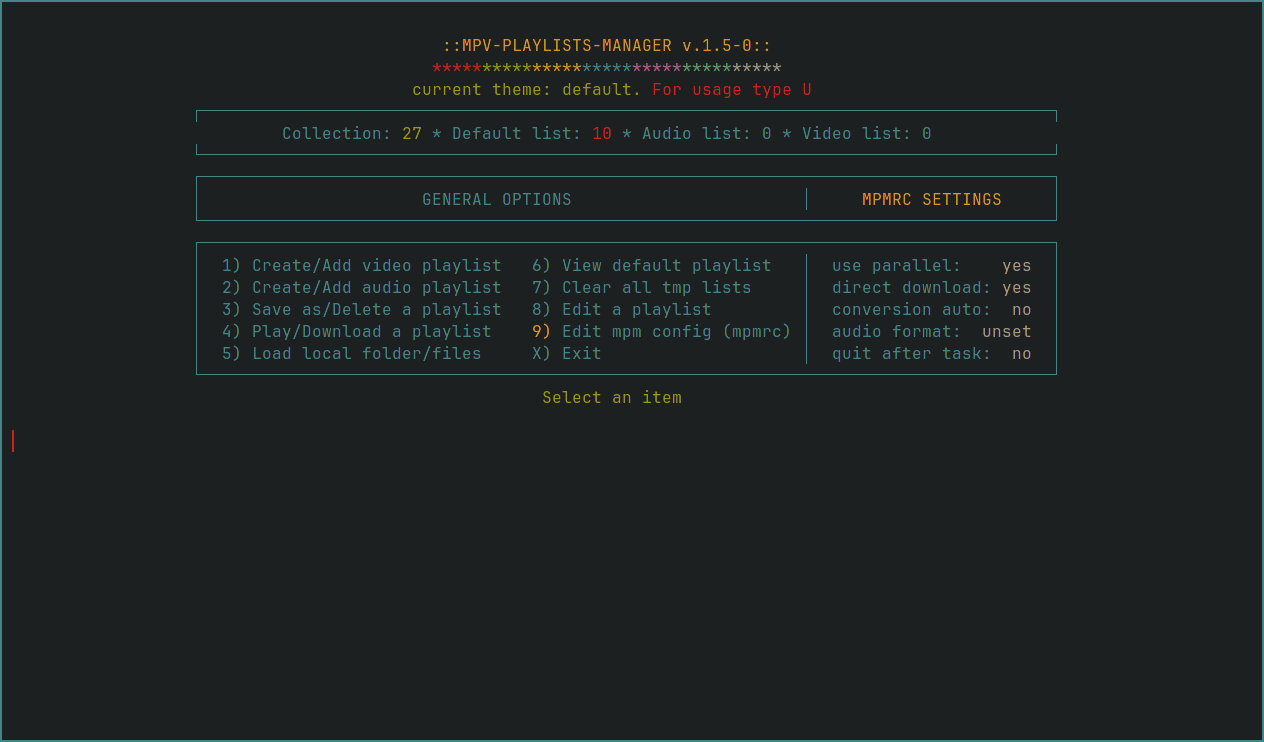 ::MPV-PLAYLISTS-MANAGER v.1.5-0::
***********************************
current theme: default. For usage type U
Collection: 27 * Default list: 10 * Audio list: 0 * Video list: 0
GENERAL OPTIONS MPMRC SETTINGS
1) Create/Add video playlist 6) View default playlist use parallel: yes
2) Create/Add audio playlist 7) Clear all tmp lists direct download: yes
3) Save as/Delete a playlist 8) Edit a playlist conversion auto: no
4) Play/Download a playlist 9) Edit mpm config (mpmrc) audio format: unset
5) Load local folder/files X) Exit quit after task: no
Select an item